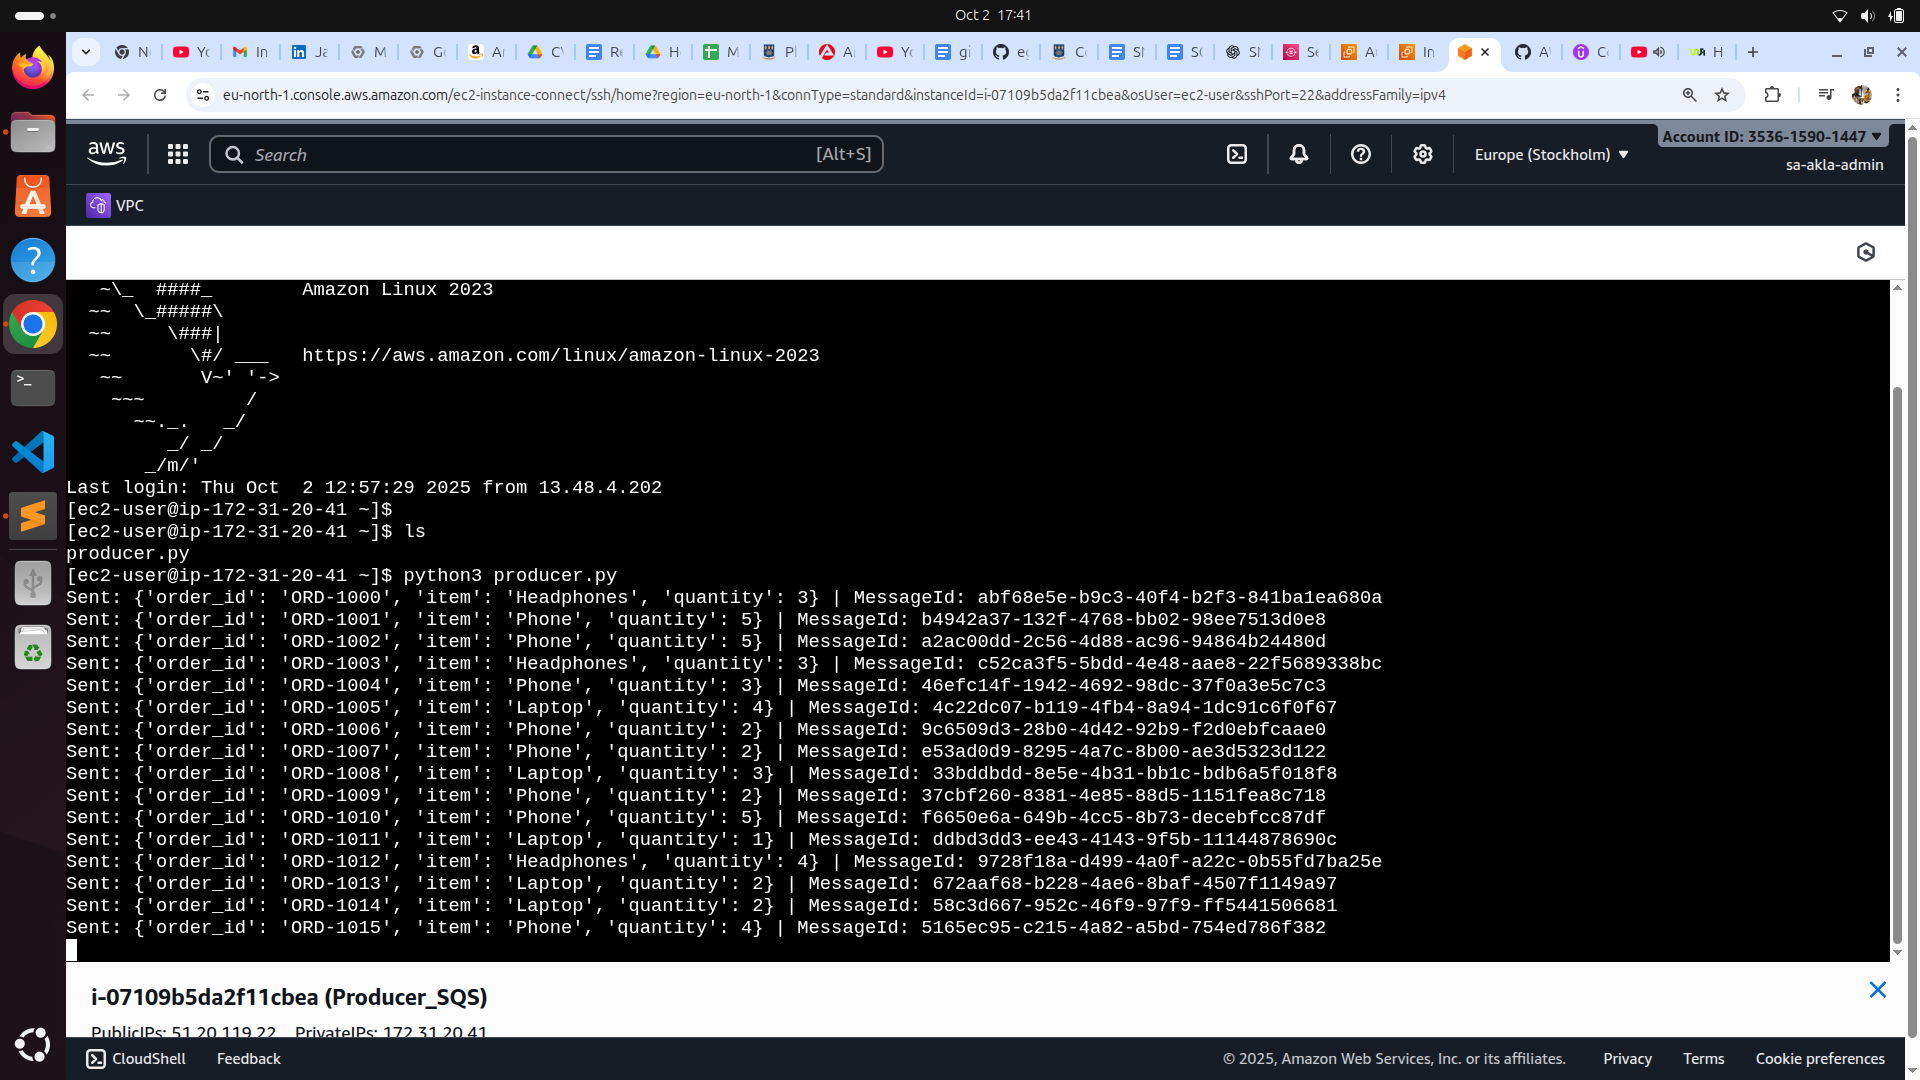 Oct 2 17:41
eu-north-1.console.aws.amazon.com/ec2-instance-connect/ssh/home?region=eu-north-1&connType=standard&instanceId=i-07109b5da2f11cbea&osUser=ec2-user&sshPort=22&addressFamily=ipv4
aws
Search
[Alt+S]
Europe (Stockholm)
Account ID: 3536-1590-1447
sa-akla-admin
VPC
   ~\_  ####_        Amazon Linux 2023
  ~~  \_#####\
  ~~     \###|
  ~~       \#/ ___   https://aws.amazon.com/linux/amazon-linux-2023
   ~~       V~' '->
    ~~~         /
      ~~._.   _/
         _/ _/
       _/m/'
Last login: Thu Oct  2 12:57:29 2025 from 13.48.4.202
[ec2-user@ip-172-31-20-41 ~]$
[ec2-user@ip-172-31-20-41 ~]$ ls
producer.py
[ec2-user@ip-172-31-20-41 ~]$ python3 producer.py
Sent: {'order_id': 'ORD-1000', 'item': 'Headphones', 'quantity': 3} | MessageId: abf68e5e-b9c3-40f4-b2f3-841ba1ea680a
Sent: {'order_id': 'ORD-1001', 'item': 'Phone', 'quantity': 5} | MessageId: b4942a37-132f-4768-bb02-98ee7513d0e8
Sent: {'order_id': 'ORD-1002', 'item': 'Phone', 'quantity': 5} | MessageId: a2ac00dd-2c56-4d88-ac96-94864b24480d
Sent: {'order_id': 'ORD-1003', 'item': 'Headphones', 'quantity': 3} | MessageId: c52ca3f5-5bdd-4e48-aae8-22f5689338bc
Sent: {'order_id': 'ORD-1004', 'item': 'Phone', 'quantity': 3} | MessageId: 46efc14f-1942-4692-98dc-37f0a3e5c7c3
Sent: {'order_id': 'ORD-1005', 'item': 'Laptop', 'quantity': 4} | MessageId: 4c22dc07-b119-4fb4-8a94-1dc91c6f0f67
Sent: {'order_id': 'ORD-1006', 'item': 'Phone', 'quantity': 2} | MessageId: 9c6509d3-28b0-4d42-92b9-f2d0ebfcaae0
Sent: {'order_id': 'ORD-1007', 'item': 'Phone', 'quantity': 2} | MessageId: e53ad0d9-8295-4a7c-8b00-ae3d5323d122
Sent: {'order_id': 'ORD-1008', 'item': 'Laptop', 'quantity': 3} | MessageId: 33bddbdd-8e5e-4b31-bb1c-bdb6a5f018f8
Sent: {'order_id': 'ORD-1009', 'item': 'Phone', 'quantity': 2} | MessageId: 37cbf260-8381-4e85-88d5-1151fea8c718
Sent: {'order_id': 'ORD-1010', 'item': 'Phone', 'quantity': 5} | MessageId: f6650e6a-649b-4cc5-8b73-decebfcc87df
Sent: {'order_id': 'ORD-1011', 'item': 'Laptop', 'quantity': 1} | MessageId: ddbd3dd3-ee43-4143-9f5b-11144878690c
Sent: {'order_id': 'ORD-1012', 'item': 'Headphones', 'quantity': 4} | MessageId: 9728f18a-d499-4a0f-a22c-0b55fd7ba25e
Sent: {'order_id': 'ORD-1013', 'item': 'Laptop', 'quantity': 2} | MessageId: 672aaf68-b228-4ae6-8baf-4507f1149a97
Sent: {'order_id': 'ORD-1014', 'item': 'Laptop', 'quantity': 2} | MessageId: 58c3d667-952c-46f9-97f9-ff5441506681
Sent: {'order_id': 'ORD-1015', 'item': 'Phone', 'quantity': 4} | MessageId: 5165ec95-c215-4a82-a5bd-754ed786f382
i-07109b5da2f11cbea (Producer_SQS)
PublicIPs: 51.20.119.22 PrivateIPs: 172.31.20.41
CloudShell Feedback © 2025, Amazon Web Services, Inc. or its affiliates. Privacy Terms Cookie preferences